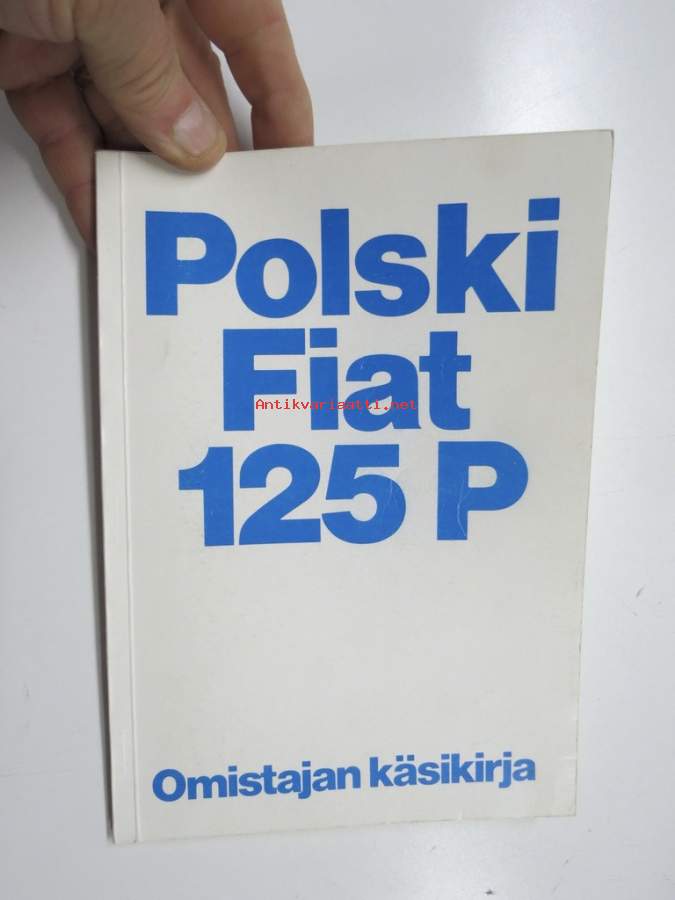 Polski
Fiat
Antikvariaatti.net
125 P
Omistajan käsikirja